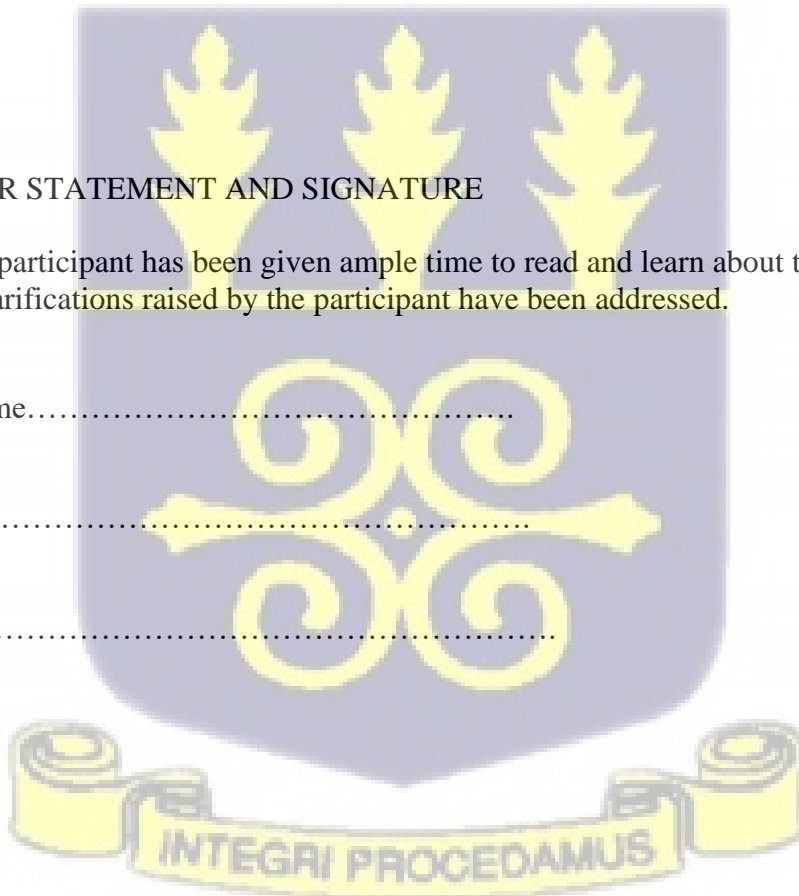 R STATEMENT AND SIGNATURE
participant has been given ample time to read and learn about t
arifications raised by the participant have been addressed.
me……………………………………………….
……………………………………………….
………………………………………………….
INTEGRI PROCEDAMUS